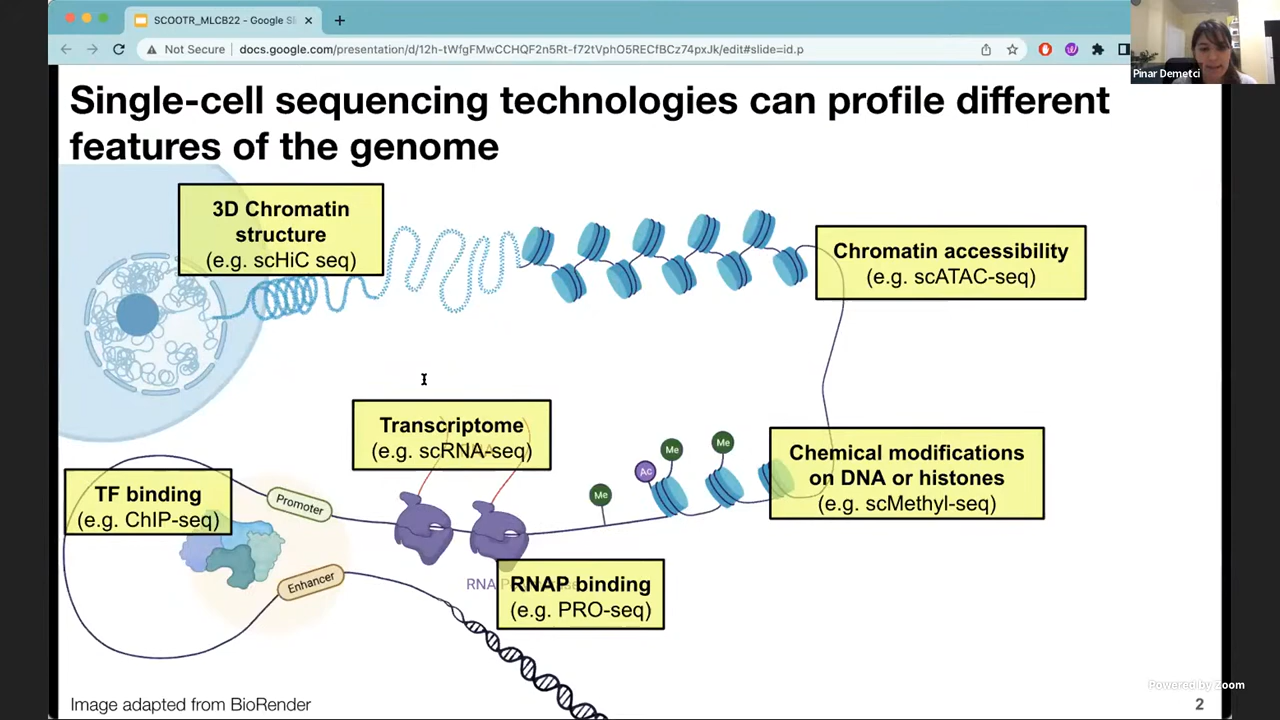 SCOOTR_MLCB22 - Google Sl
Not Secure
docs.google.com/presentation/d/12h-tWfgFMwCCHQF2n5Rt-f72tVphO5RECfBCz74pxJk/edit#slide=id.p
Pinar Demetci
Single-cell sequencing technologies can profile different
features of the genome
3D Chromatin
structure
(e.g. scHiC seq)
Chromatin accessibility
(e.g. scATAC-seq)
Transcriptome
(e.g. scRNA-seq)
Me
Me
Ac
Me
Chemical modifications
on DNA or histones
(e.g. scMethyl-seq)
TF binding
(e.g. ChIP-seq)
Promoter
Enhancer
RNA
RNAP binding
(e.g. PRO-seq)
Image adapted from BioRender
Powered by Zoom
2